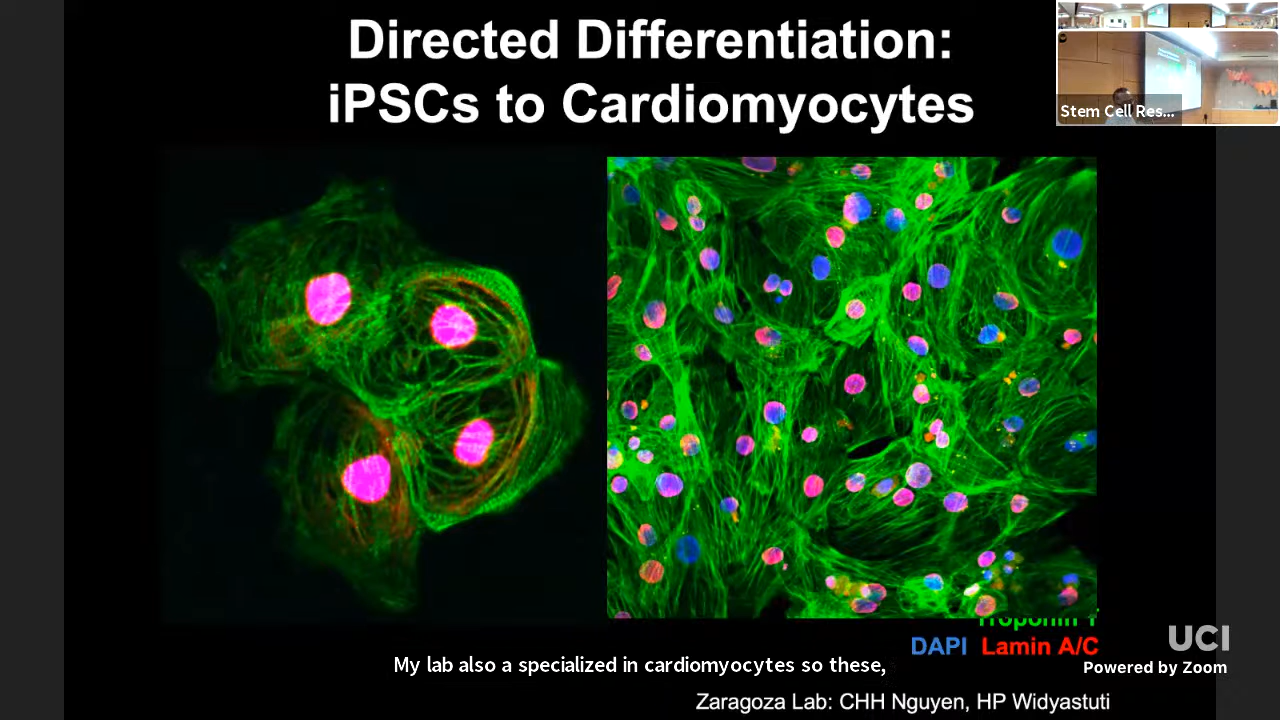 Directed Differentiation:
iPSCs to Cardiomyocytes
Stem Cell Res...
Troponin T
DAPI Lamin A/C
UCI
Powered by Zoom
My lab also a specialized in cardiomyocytes so these,
Zaragoza Lab: CHH Nguyen, HP Widyastuti